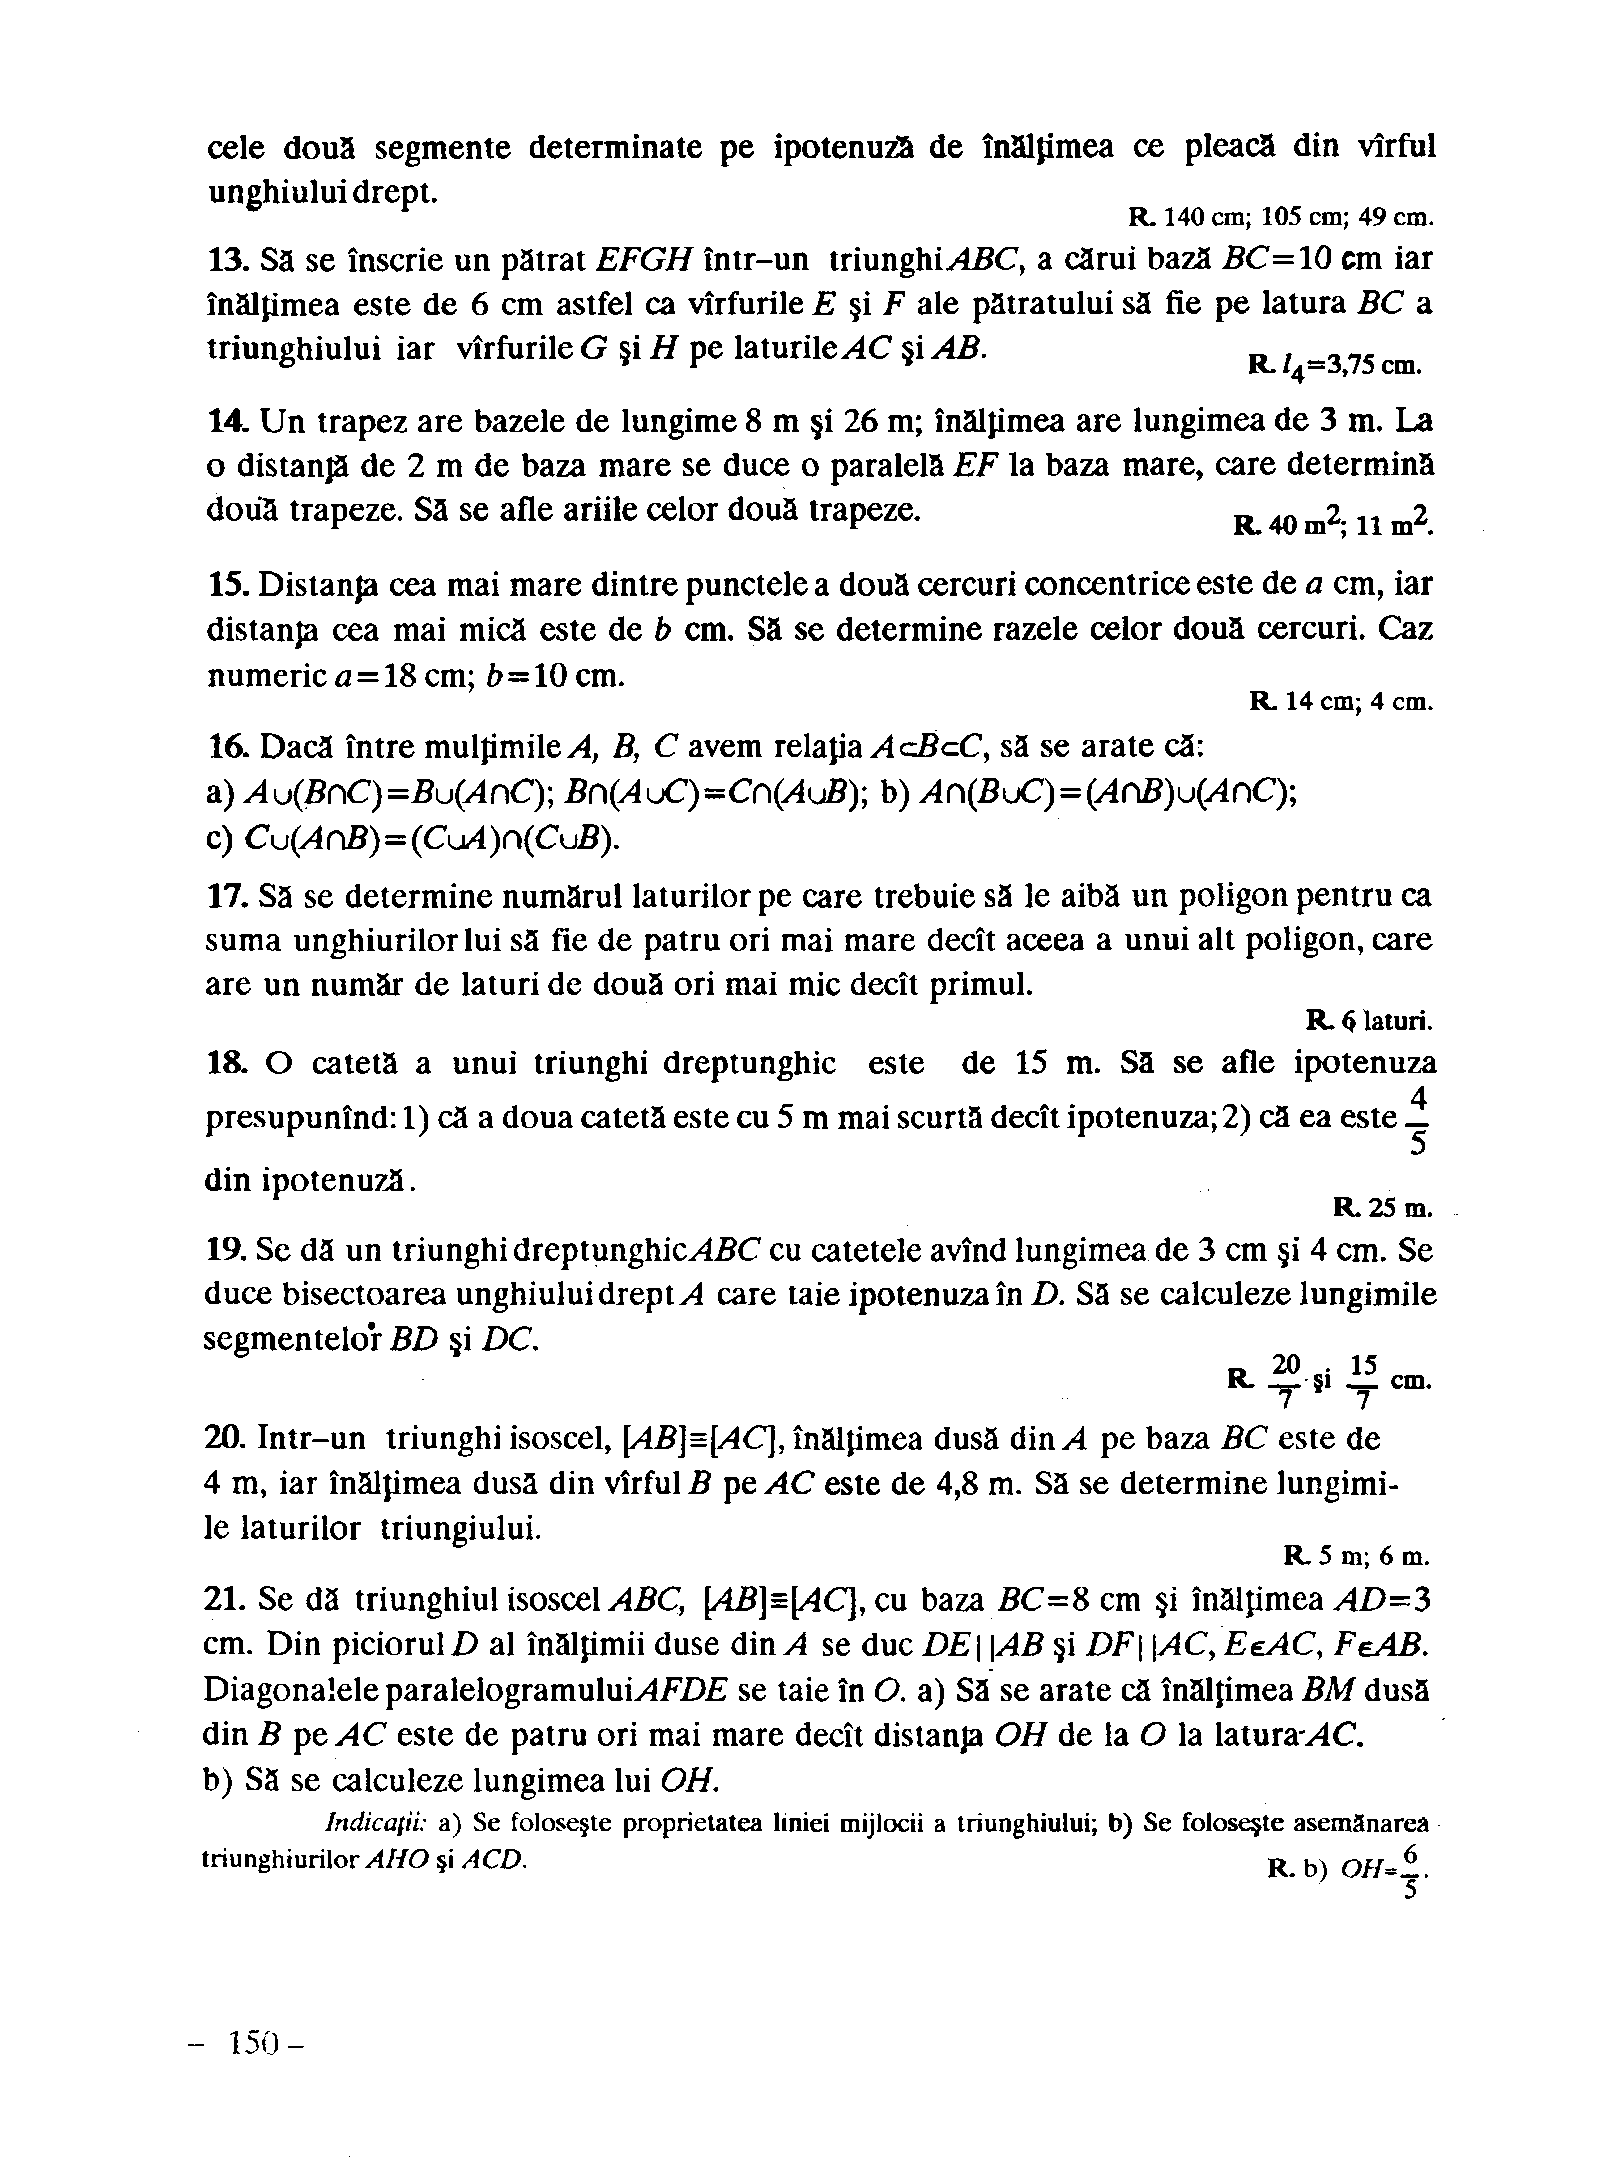 cele două segmente determinate pe ipotenuză de înălţimea ce pleacă din vîrful
unghiului drept.
R. 140 cm; 105 cm; 49 cm.
13. Să se înscrie un pătrat EFGH într-un triunghi ABC, a cărui bază BC=10 cm iar
înălţimea este de 6 cm astfel ca vîrfurile E şi F ale pătratului să fie pe latura BC a
triunghiului iar vîrfurile G şi H pe laturile AC şi AB.
R. l₄=3,75 cm.
14. Un trapez are bazele de lungime 8 m şi 26 m; înălţimea are lungimea de 3 m. La
o distanţă de 2 m de baza mare se duce o paralelă EF la baza mare, care determină
două trapeze. Să se afle ariile celor două trapeze.
R. 40 m²; 11 m².
15. Distanţa cea mai mare dintre punctele a două cercuri concentrice este de a cm, iar
distanţa cea mai mică este de b cm. Să se determine razele celor două cercuri. Caz
numeric a=18 cm; b=10 cm.
R. 14 cm; 4 cm.
16. Dacă între mulţimile A, B, C avem relaţia A⊂B⊂C, să se arate că:
a) A∪(B∩C)=B∪(A∩C); B∩(A∪C)=C∩(A∪B); b) A∩(B∪C)=(A∩B)∪(A∩C);
c) C∪(A∩B)=(C∪A)∩(C∪B).
17. Să se determine numărul laturilor pe care trebuie să le aibă un poligon pentru ca
suma unghiurilor lui să fie de patru ori mai mare decît aceea a unui alt poligon, care
are un număr de laturi de două ori mai mic decît primul.
R. 6 laturi.
18. O catetă a unui triunghi dreptunghic este de 15 m. Să se afle ipotenuza
presupunînd: 1) că a doua catetă este cu 5 m mai scurtă decît ipotenuza; 2) că ea este 4/5
din ipotenuză.
R. 25 m.
19. Se dă un triunghi dreptunghic ABC cu catetele avînd lungimea de 3 cm şi 4 cm. Se
duce bisectoarea unghiului drept A care taie ipotenuza în D. Să se calculeze lungimile
segmentelor BD şi DC.
R. 20/7 şi 15/7 cm.
20. Intr-un triunghi isoscel, [AB]≡[AC], înălţimea dusă din A pe baza BC este de
4 m, iar înălţimea dusă din vîrful B pe AC este de 4,8 m. Să se determine lungimi-
le laturilor triungiului.
R. 5 m; 6 m.
21. Se dă triunghiul isoscel ABC, [AB]≡[AC], cu baza BC=8 cm şi înălţimea AD=3
cm. Din piciorul D al înălţimii duse din A se duc DE||AB şi DF||AC, E∈AC, F∈AB.
Diagonalele paralelogramului AFDE se taie în O. a) Să se arate că înălţimea BM dusă
din B pe AC este de patru ori mai mare decît distanţa OH de la O la latura AC.
b) Să se calculeze lungimea lui OH.
Indicaţii: a) Se foloseşte proprietatea liniei mijlocii a triunghiului; b) Se foloseşte asemănarea
triunghiurilor AHO şi ACD.
R. b) OH=6/5.
- 150 -